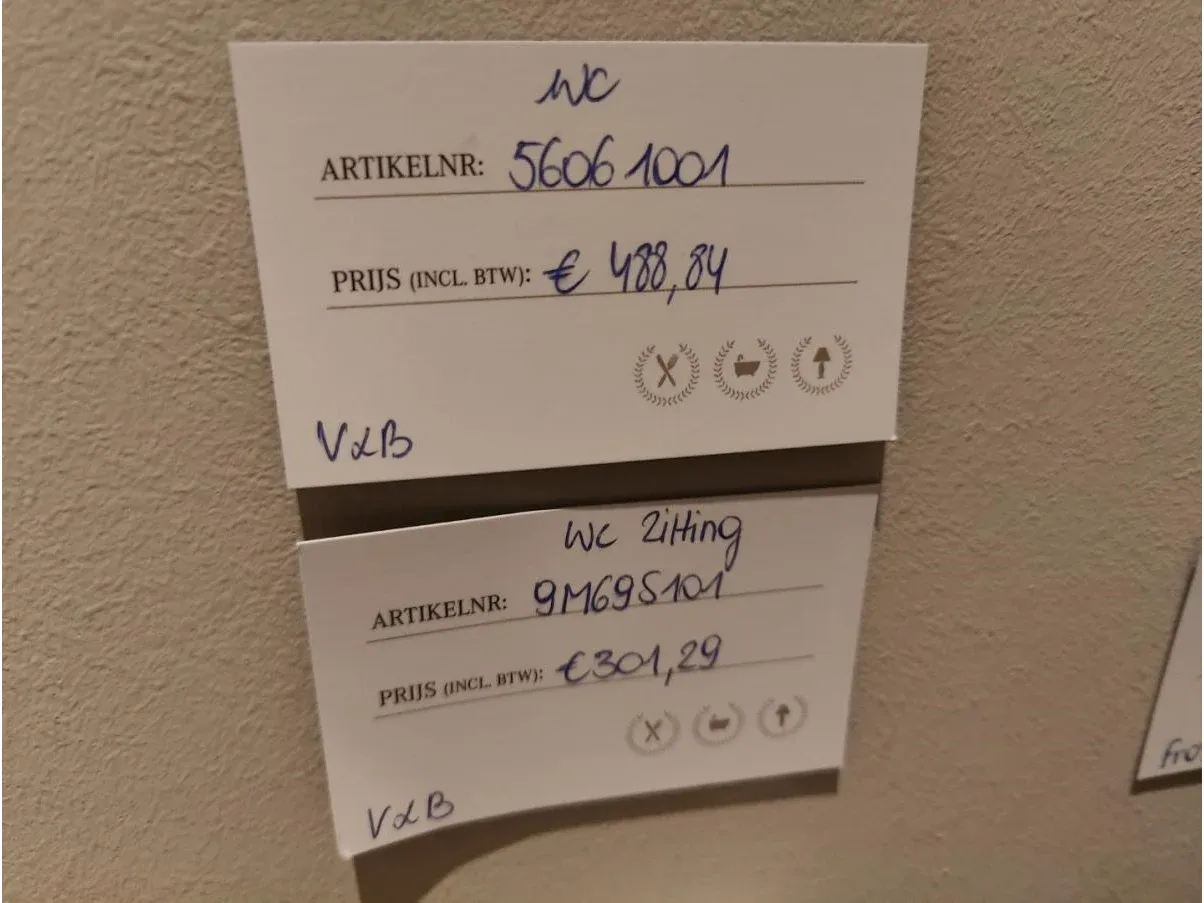 WC
ARTIKELNR: 56061001
PRIJS (INCL. BTW): € 488,84
V&B
WC Zitting
ARTIKELNR: 9M69S101
PRIJS (INCL. BTW): €301,29
V&B